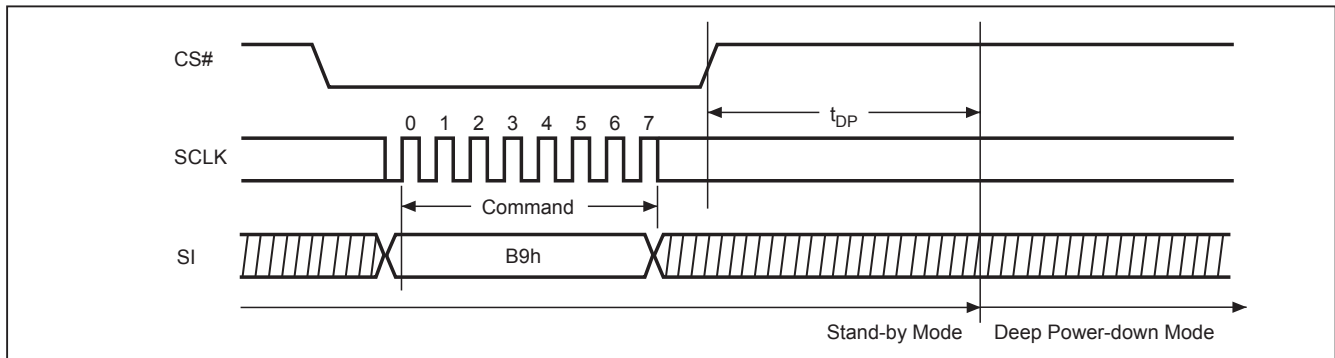 CS#
t_DP
0 1 2 3 4 5 6 7
SCLK
Command
SI
B9h
Stand-by Mode
Deep Power-down Mode